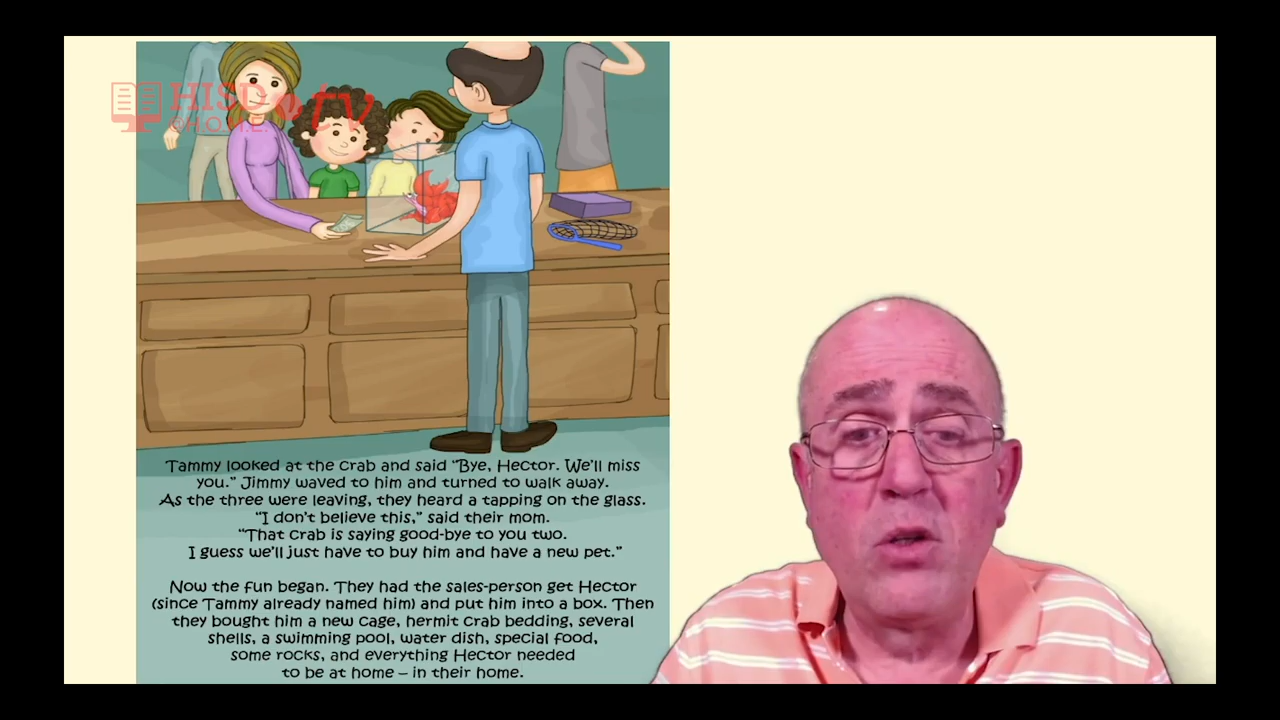 HISD etv
@H.O.M.E.
Tammy looked at the crab and said “Bye, Hector. We’ll miss
you.” Jimmy waved to him and turned to walk away.
As the three were leaving, they heard a tapping on the glass.
“I don’t believe this,” said their mom.
“That crab is saying good-bye to you two.
I guess we’ll just have to buy him and have a new pet.”
Now the fun began. They had the sales-person get Hector
(since Tammy already named him) and put him into a box. Then
they bought him a new cage, hermit crab bedding, several
shells, a swimming pool, water dish, special food,
some rocks, and everything Hector needed
to be at home – in their home.